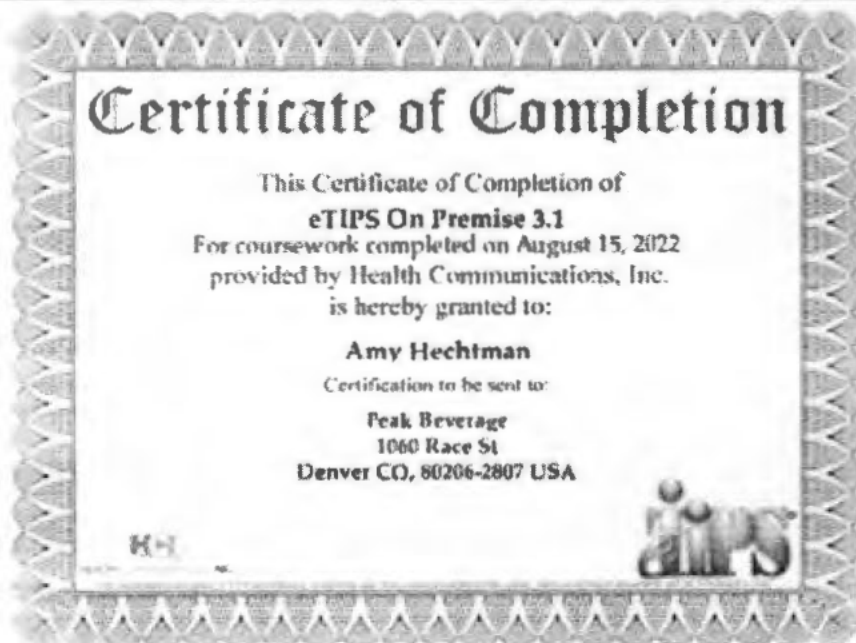 Certificate of Completion
This Certificate of Completion of
eTIPS On Premise 3.1
For coursework completed on August 15, 2022
provided by Health Communications, Inc.
is hereby granted to:
Amy Hechtman
Certification to be sent to:
Peak Beverage
1060 Race St
Denver CO, 80206-2807 USA